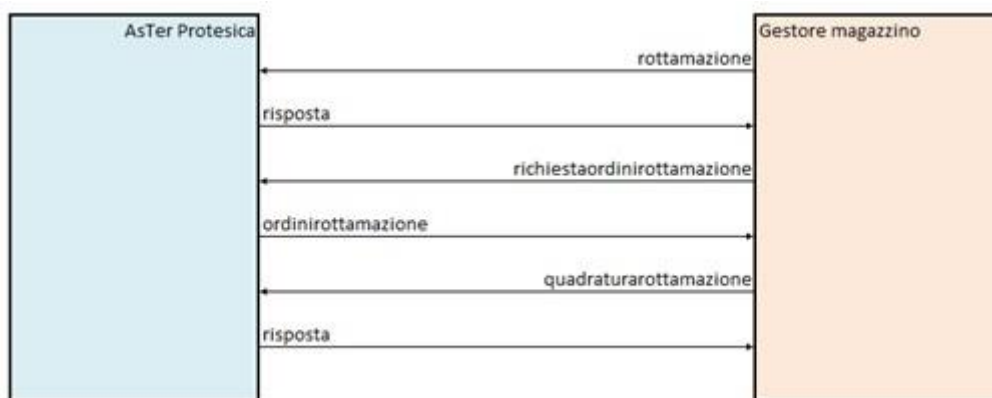 AsTer Protesica
Gestore magazzino
rottamazione
risposta
richiestaordinirottamazione
ordinirottamazione
quadraturarottamazione
risposta